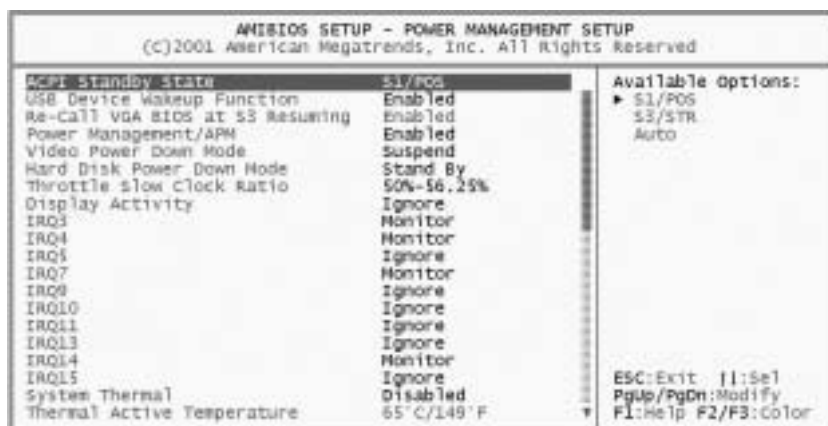 AMIBIOS SETUP - POWER MANAGEMENT SETUP
(C)2001 American Megatrends, Inc. All Rights Reserved
ACPI Standby State S1/POS
USB Device Wakeup Function Enabled
Re-Call VGA BIOS at S3 Resuming Enabled
Power Management/APM Enabled
Video Power Down Mode Suspend
Hard Disk Power Down Mode Stand By
Throttle Slow Clock Ratio 50%-56.25%
Display Activity Ignore
IRQ3 Monitor
IRQ4 Monitor
IRQ5 Ignore
IRQ7 Monitor
IRQ9 Ignore
IRQ10 Ignore
IRQ11 Ignore
IRQ13 Ignore
IRQ14 Monitor
IRQ15 Ignore
System Thermal Disabled
Thermal Active Temperature 65°C/149°F
Available Options:
► S1/POS
S3/STR
Auto
ESC:Exit ↑↓:Sel
PgUp/PgDn:Modify
F1:Help F2/F3:Color